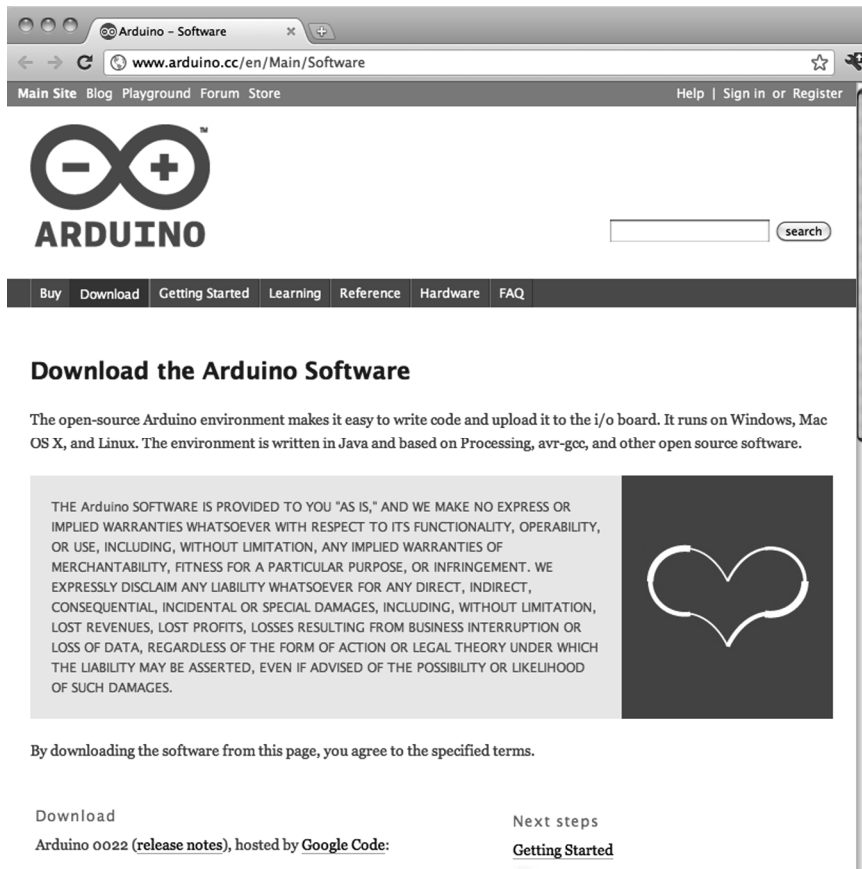 Arduino – Software
www.arduino.cc/en/Main/Software
Main Site Blog Playground Forum Store
Help | Sign in or Register
TM
ARDUINO
search
Buy Download Getting Started Learning Reference Hardware FAQ
Download the Arduino Software
The open-source Arduino environment makes it easy to write code and upload it to the i/o board. It runs on Windows, Mac
OS X, and Linux. The environment is written in Java and based on Processing, avr-gcc, and other open source software.
THE Arduino SOFTWARE IS PROVIDED TO YOU "AS IS," AND WE MAKE NO EXPRESS OR
IMPLIED WARRANTIES WHATSOEVER WITH RESPECT TO ITS FUNCTIONALITY, OPERABILITY,
OR USE, INCLUDING, WITHOUT LIMITATION, ANY IMPLIED WARRANTIES OF
MERCHANTABILITY, FITNESS FOR A PARTICULAR PURPOSE, OR INFRINGEMENT. WE
EXPRESSLY DISCLAIM ANY LIABILITY WHATSOEVER FOR ANY DIRECT, INDIRECT,
CONSEQUENTIAL, INCIDENTAL OR SPECIAL DAMAGES, INCLUDING, WITHOUT LIMITATION,
LOST REVENUES, LOST PROFITS, LOSSES RESULTING FROM BUSINESS INTERRUPTION OR
LOSS OF DATA, REGARDLESS OF THE FORM OF ACTION OR LEGAL THEORY UNDER WHICH
THE LIABILITY MAY BE ASSERTED, EVEN IF ADVISED OF THE POSSIBILITY OR LIKELIHOOD
OF SUCH DAMAGES.
By downloading the software from this page, you agree to the specified terms.
Download
Arduino 0022 (release notes), hosted by Google Code:
Next steps
Getting Started